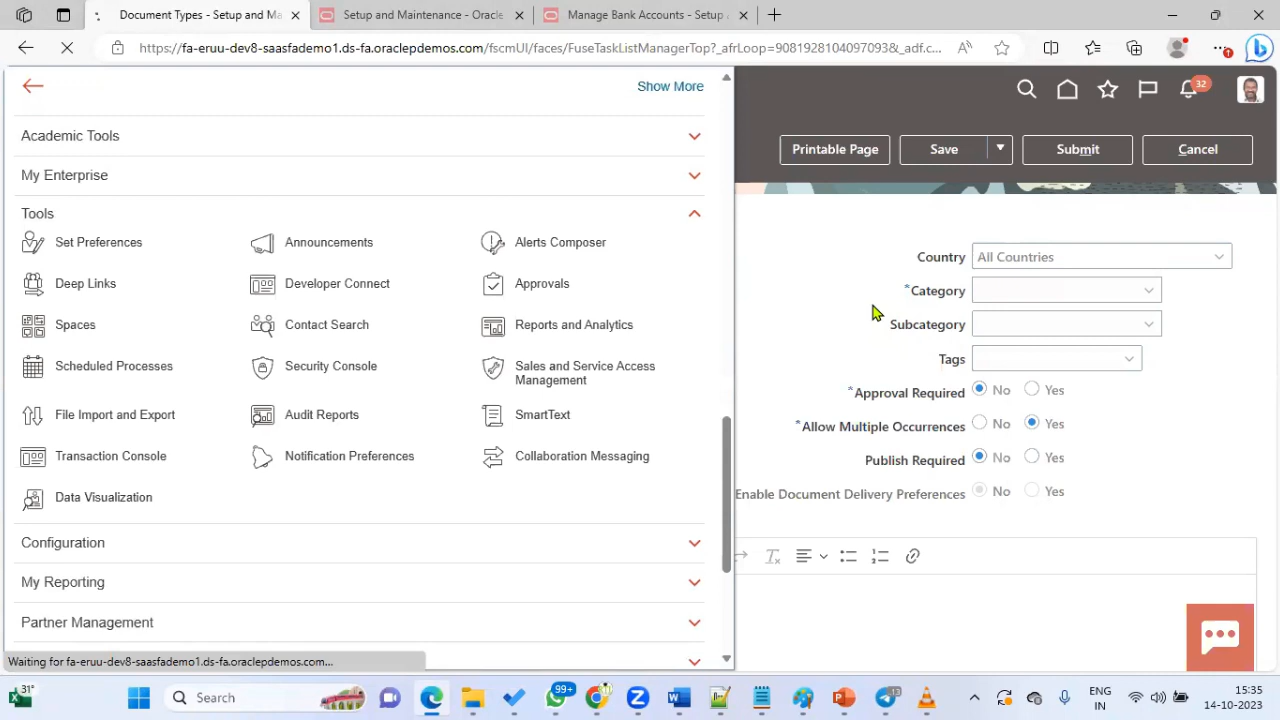 Document Types - Setup and Ma
Setup and Maintenance - Oracle
Manage Bank Accounts - Setup a
https://fa-eruu-dev8-saasfademo1.ds-fa.oraclepdemos.com/fscmUI/faces/FuseTaskListManagerTop?_afrLoop=90819281040970938&_adf.c...
Show More
32
Academic Tools
Printable Page Save Submit Cancel
My Enterprise
Tools
Set Preferences Announcements Alerts Composer
Deep Links Developer Connect Approvals
Spaces Contact Search Reports and Analytics
Scheduled Processes Security Console Sales and Service Access
Management
File Import and Export Audit Reports SmartText
Transaction Console Notification Preferences Collaboration Messaging
Data Visualization
Configuration
My Reporting
Partner Management
Country All Countries
*Category
Subcategory
Tags
*Approval Required No Yes
*Allow Multiple Occurrences No Yes
Publish Required No Yes
Enable Document Delivery Preferences No Yes
Waiting for fa-eruu-dev8-saasfademo1.ds-fa.oraclepdemos.com...
31°
Search
99+
13
ENG
IN
15:35
14-10-2023